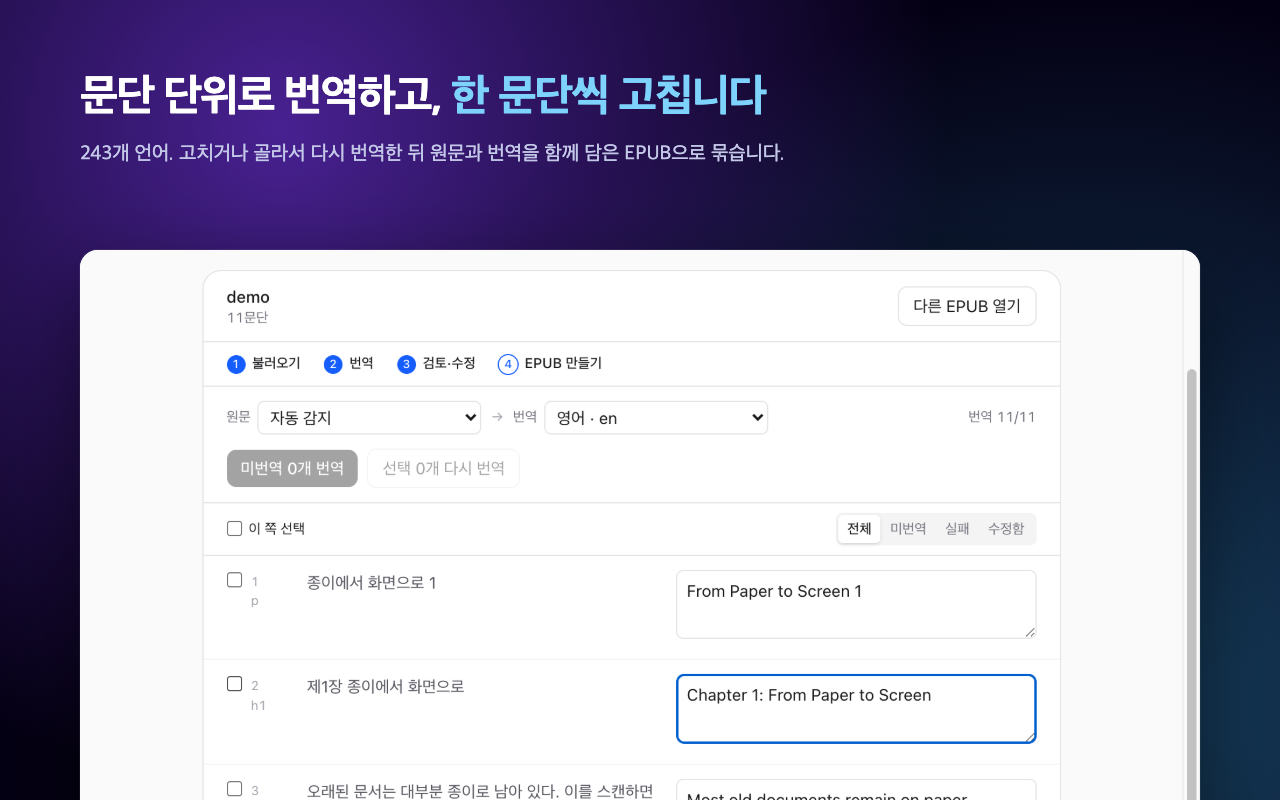 문단 단위로 번역하고, 한 문단씩 고칩니다
243개 언어. 고치거나 골라서 다시 번역한 뒤 원문과 번역을 함께 담은 EPUB으로 묶습니다.
demo
11문단
다른 EPUB 열기
1 불러오기 2 번역 3 검토·수정 4 EPUB 만들기
원문 자동 감지 → 번역 영어 · en 번역 11/11
미번역 0개 번역 선택 0개 다시 번역
이 쪽 선택 전체 미번역 실패 수정함
1 종이에서 화면으로 1 From Paper to Screen 1
p
2 제1장 종이에서 화면으로 Chapter 1: From Paper to Screen
h1
3 오래된 문서는 대부분 종이로 남아 있다. 이를 스캔하면 Most old documents remain on paper.